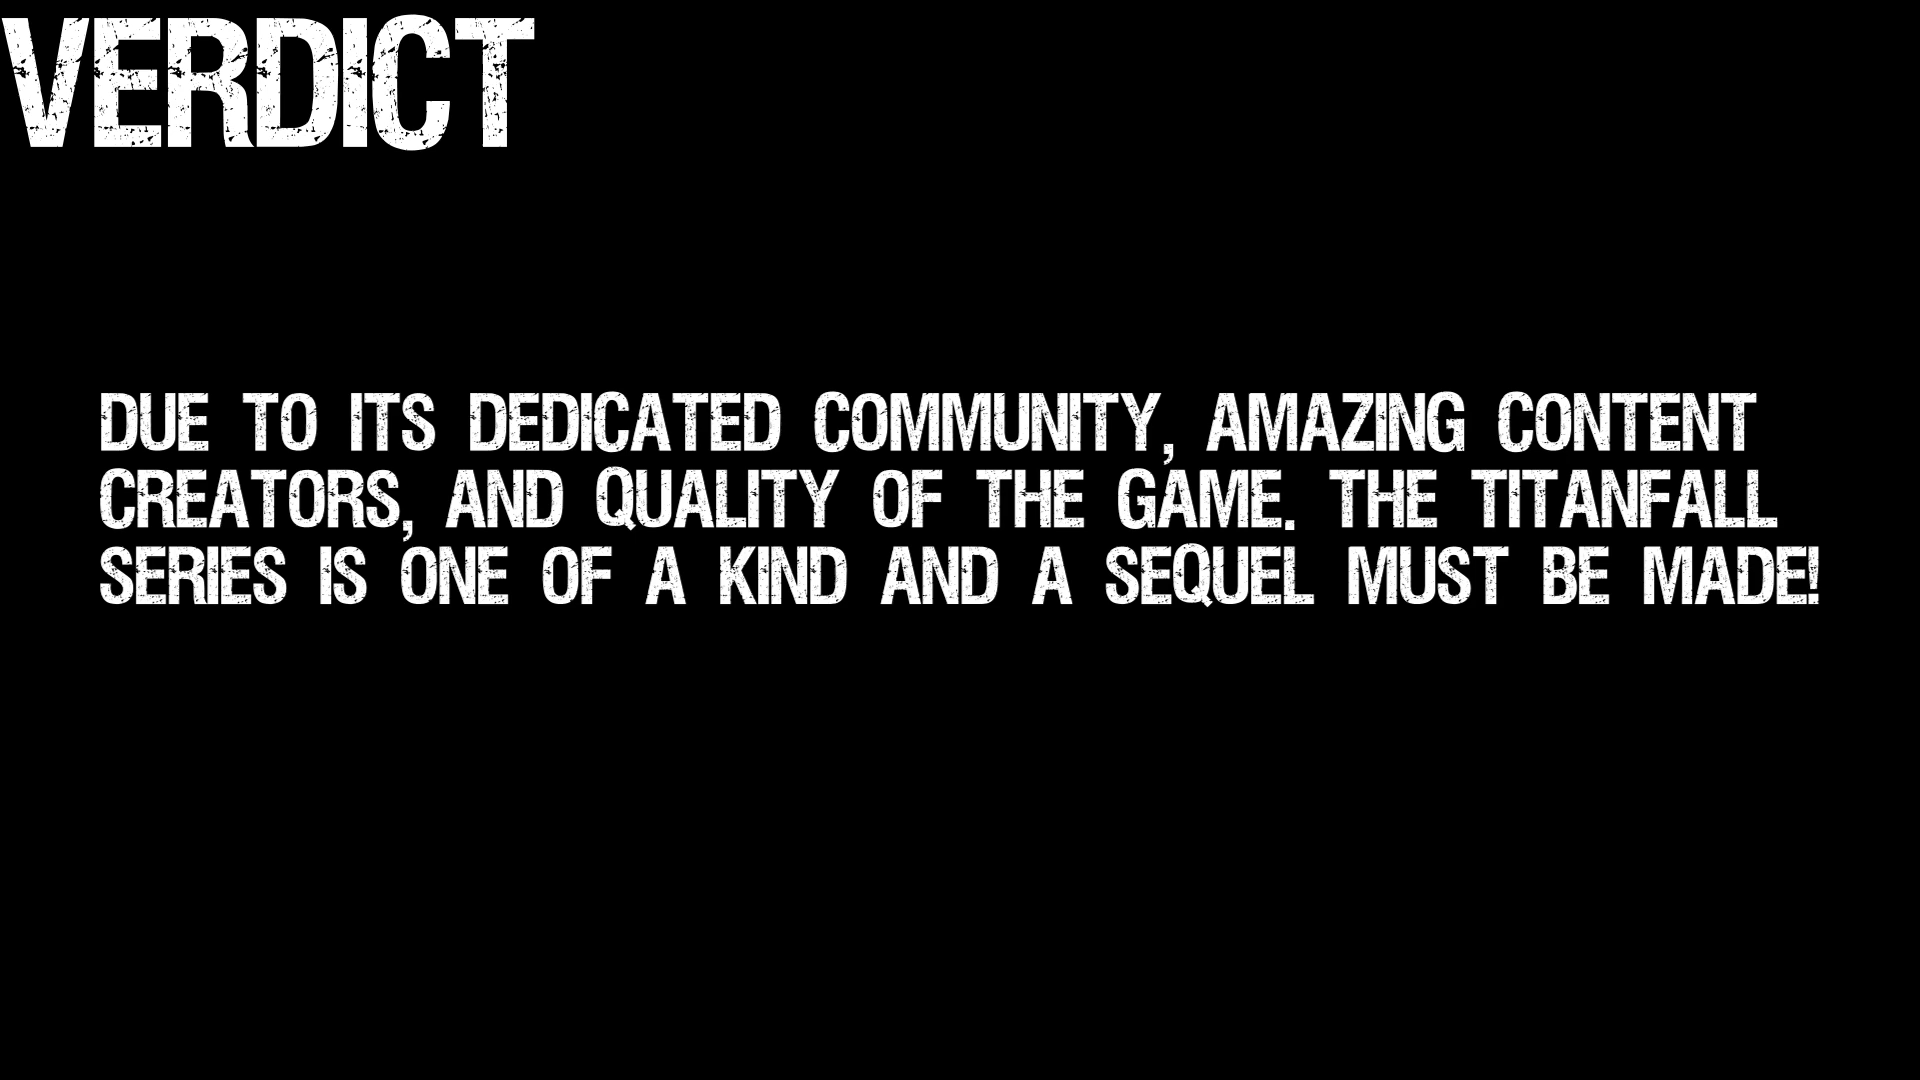 VERDICT
DUE TO ITS DEDICATED COMMUNITY, AMAZING CONTENT
CREATORS, AND QUALITY OF THE GAME. THE TITANFALL
SERIES IS ONE OF A KIND AND A SEQUEL MUST BE MADE!